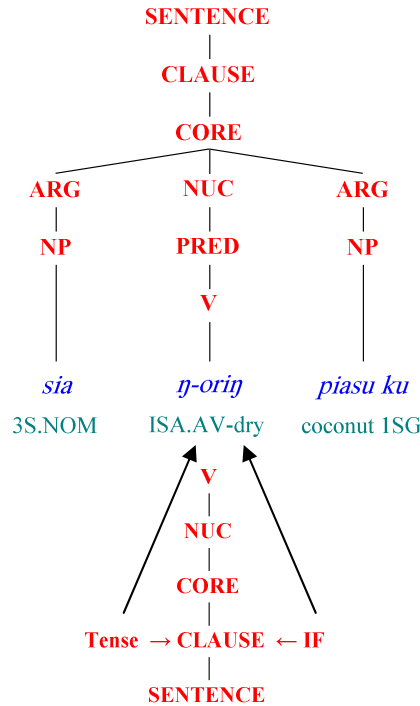 SENTENCE
CLAUSE
CORE
ARG NUC ARG
NP PRED NP
V
sia ŋ-oriŋ piasu ku
3S.NOM ISA.AV-dry coconut 1SG
V
NUC
CORE
Tense → CLAUSE ← IF
SENTENCE